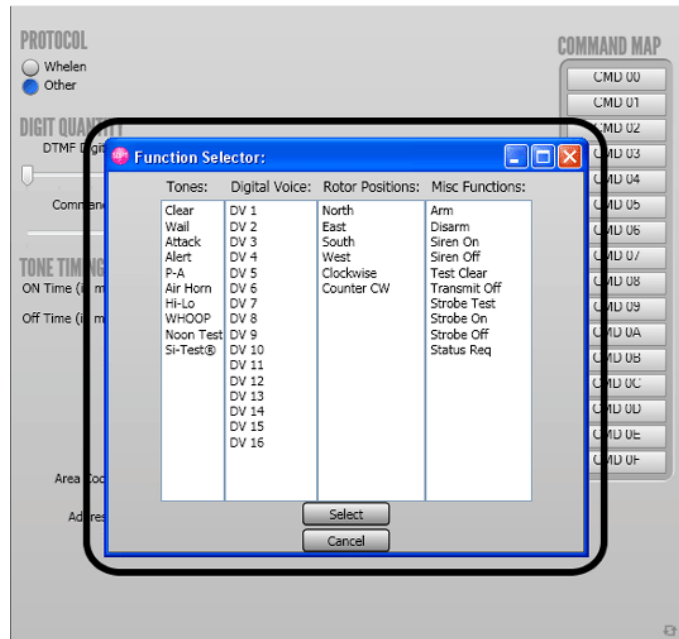 PROTOCOL
Whelen
Other
DIGIT QUANTITY
DTMF Digit
Comman
TONE TIMING
ON Time (i m
Off Time (i m
Area Cod
Addres
COMMAND MAP
CMD 00
CMD 01
CMD 02
CMD 03
CMD 04
CMD 05
CMD 06
CMD 07
CMD 08
CMD 09
CMD 0A
CMD 0B
CMD 0C
CMD 0D
CMD 0E
CMD 0F
Function Selector:
Tones:
Clear
Wail
Attack
Alert
P-A
Air Horn
Hi-Lo
WHOOP
Noon Test
Si-Test®
Digital Voice:
DV 1
DV 2
DV 3
DV 4
DV 5
DV 6
DV 7
DV 8
DV 9
DV 10
DV 11
DV 12
DV 13
DV 14
DV 15
DV 16
Rotor Positions:
North
East
South
West
Clockwise
Counter CW
Misc Functions:
Arm
Disarm
Siren On
Siren Off
Test Clear
Transmit Off
Strobe Test
Strobe On
Strobe Off
Status Req
Select
Cancel